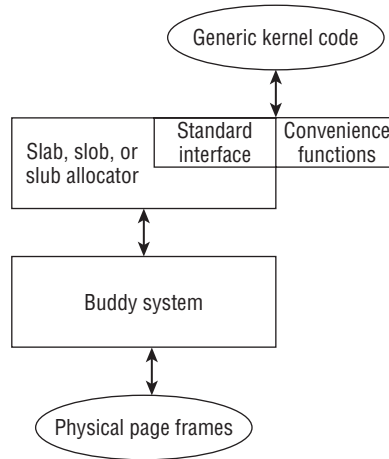 Generic kernel code
Standard
interface
Convenience
functions
Slab, slob, or
slub allocator
Buddy system
Physical page frames